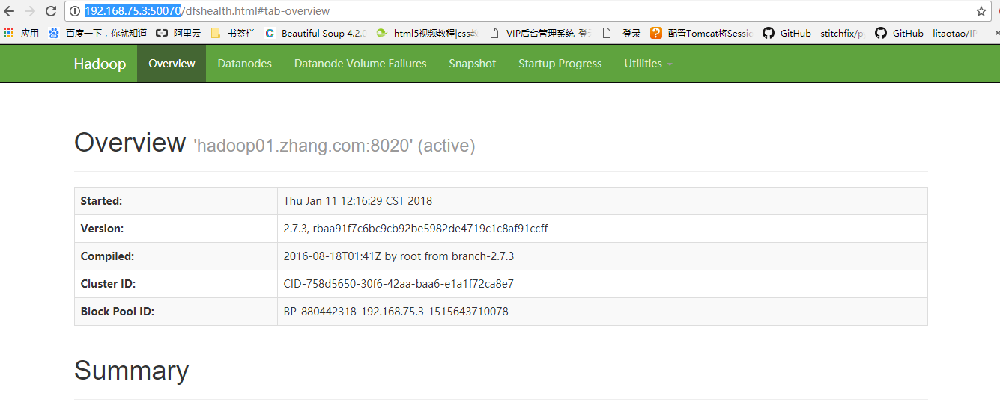 192.168.75.3:50070/dfshealth.html#tab-overview
应用 百度一下，你就知道 阿里云 书签栏 Beautiful Soup 4.2.0 html5视频教程|css教 VIP后台管理系统-登录 -登录 配置Tomcat将Sessio GitHub - stitchfix/py GitHub - litaotao/IP »
Hadoop Overview Datanodes Datanode Volume Failures Snapshot Startup Progress Utilities
Overview 'hadoop01.zhang.com:8020' (active)
Started: Thu Jan 11 12:16:29 CST 2018
Version: 2.7.3, rbaa91f7c6bc9cb92be5982de4719c1c8af91ccff
Compiled: 2016-08-18T01:41Z by root from branch-2.7.3
Cluster ID: CID-758d5650-30f6-42aa-baa6-e1a1f72ca8e7
Block Pool ID: BP-880442318-192.168.75.3-1515643710078
Summary